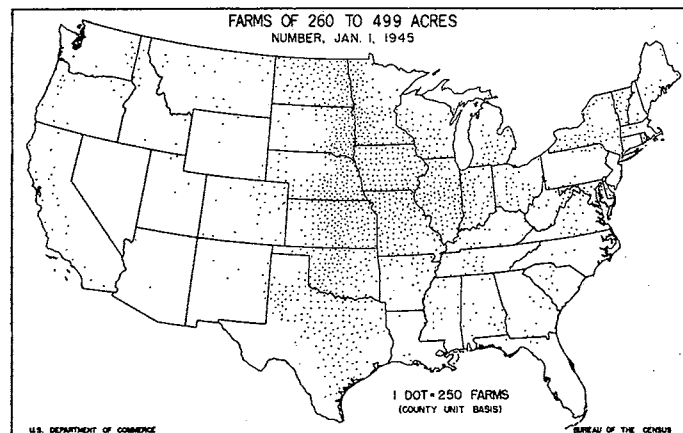 FARMS OF 260 TO 499 ACRES
NUMBER, JAN. 1, 1945
1 DOT=250 FARMS
(COUNTY UNIT BASIS)
U.S. DEPARTMENT OF COMMERCE
BUREAU OF THE CENSUS